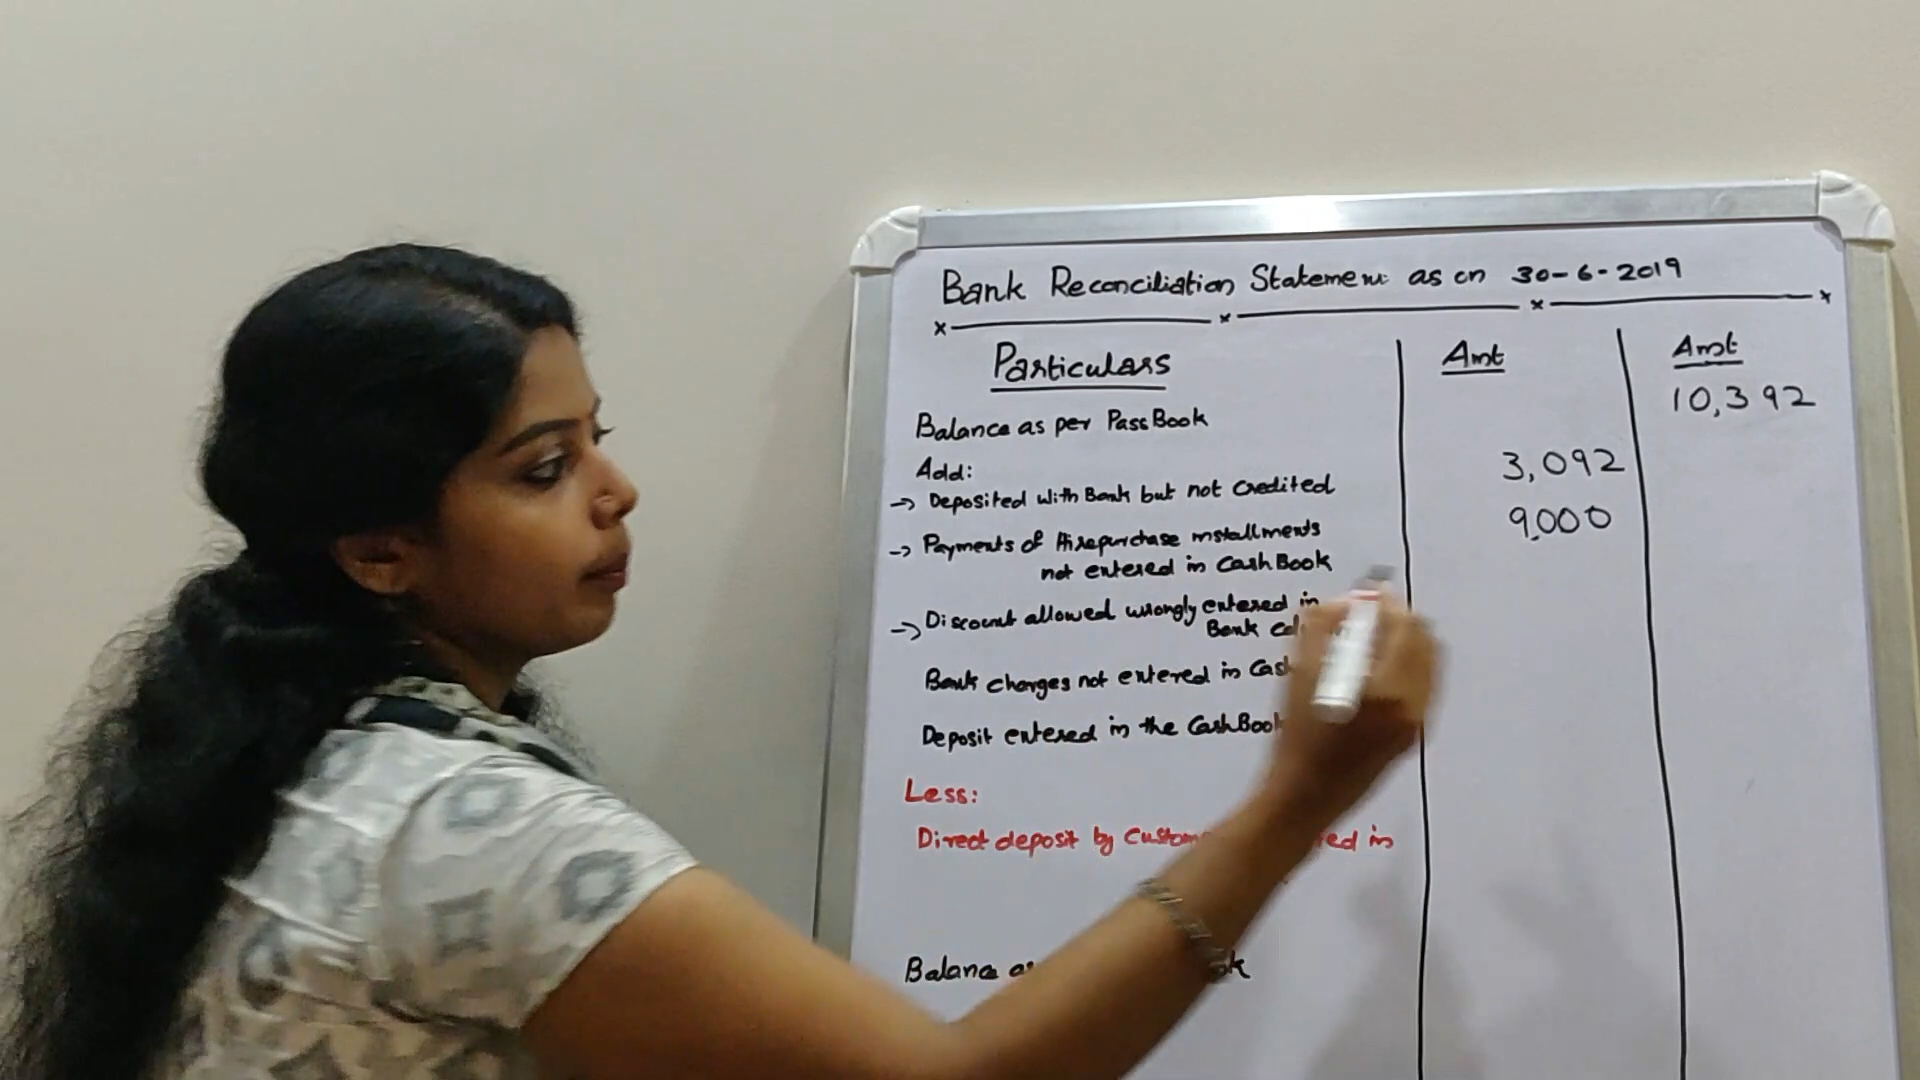 Bank Reconciliation Statement as on 30-6-2019
Particulars Amt Amt
Balance as per Pass Book 10,392
Add:
→ Deposited with Bank but not credited 3,092
→ Payments of Hirepurchase installments 9,000
not entered in Cash Book
→ Discount allowed wrongly entered in
Bank
Bank charges not entered in
Deposit entered in the Cash Book
Less:
Direct deposit by in
Balance